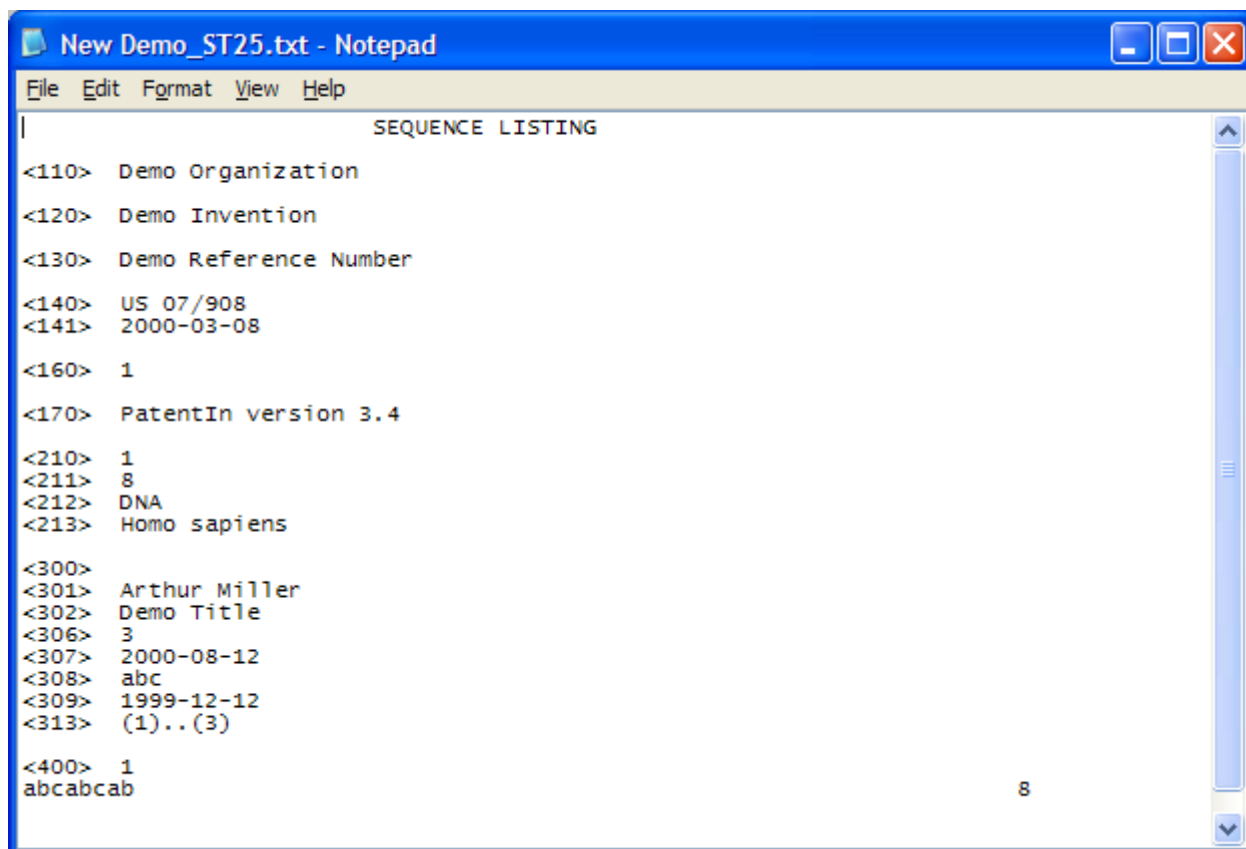 New Demo_ST25.txt - Notepad
File Edit Format View Help
SEQUENCE LISTING
<110> Demo Organization
<120> Demo Invention
<130> Demo Reference Number
<140> US 07/908
<141> 2000-03-08
<160> 1
<170> PatentIn version 3.4
<210> 1
<211> 8
<212> DNA
<213> Homo sapiens
<300>
<301> Arthur Miller
<302> Demo Title
<306> 3
<307> 2000-08-12
<308> abc
<309> 1999-12-12
<313> (1)..(3)
<400> 1
abcabcab 8